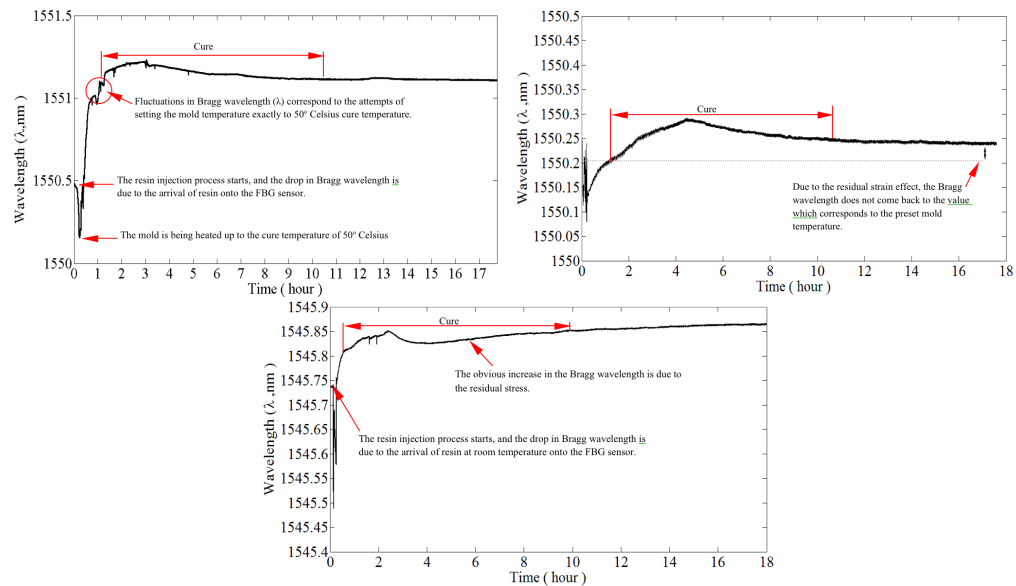 1551.5
1551
1550.5
1550
Wavelength (λ,nm )
Cure
Fluctuations in Bragg wavelength (λ) correspond to the attempts of
setting the mold temperature exactly to 50º Celsius cure temperature.
The resin injection process starts, and the drop in Bragg wavelength is
due to the arrival of resin onto the FBG sensor.
The mold is being heated up to the cure temperature of 50º Celsius
0 1 2 3 4 5 6 7 8 9 10 11 12 13 14 15 16 17
Time ( hour )
1550.5
1550.45
1550.4
1550.35
1550.3
1550.25
1550.2
1550.15
1550.1
1550.05
1550
Wavelength (λ ,nm )
Cure
Due to the residual strain effect, the Bragg
wavelength does not come back to the value
which corresponds to the preset mold
temperature.
0 2 4 6 8 10 12 14 16 18
Time ( hour )
1545.9
1545.85
1545.8
1545.75
1545.7
1545.65
1545.6
1545.55
1545.5
1545.45
1545.4
Wavelength (λ ,nm )
Cure
The obvious increase in the Bragg wavelength is due to
the residual stress.
The resin injection process starts, and the drop in Bragg wavelength is
due to the arrival of resin at room temperature onto the FBG sensor.
0 2 4 6 8 10 12 14 16 18
Time ( hour )